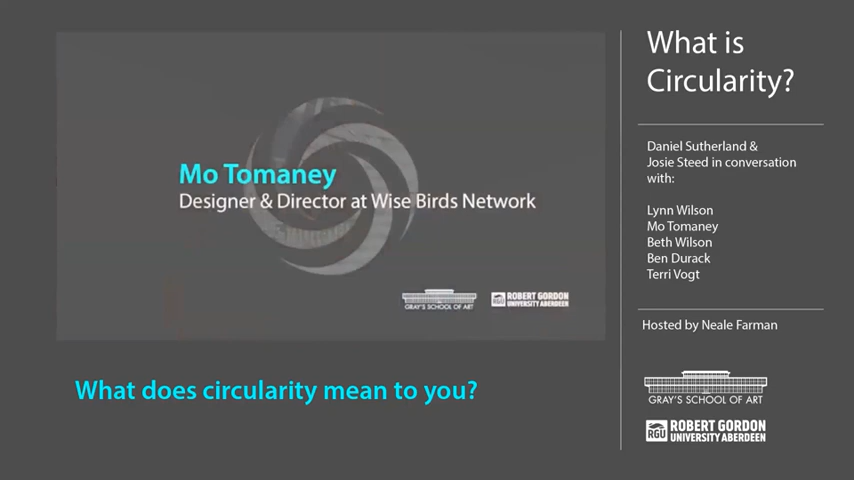 Mo Tomaney
Designer & Director at Wise Birds Network
GRAY'S SCHOOL OF ART
RGU ROBERT GORDON
UNIVERSITY ABERDEEN
What does circularity mean to you?
What is
Circularity?
Daniel Sutherland &
Josie Steed in conversation
with:
Lynn Wilson
Mo Tomaney
Beth Wilson
Ben Durack
Terri Vogt
Hosted by Neale Farman
GRAY'S SCHOOL OF ART
RGU ROBERT GORDON
UNIVERSITY ABERDEEN